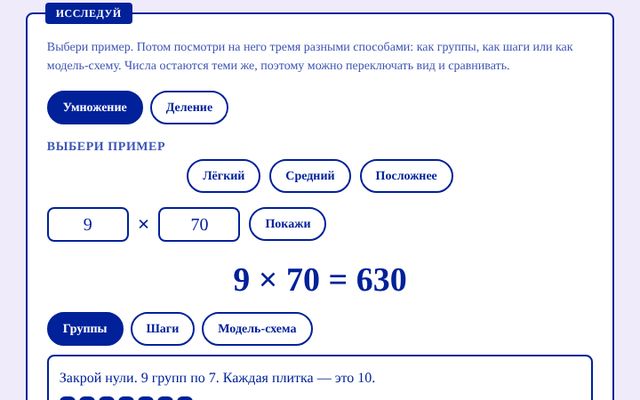 ИССЛЕДУЙ
Выбери пример. Потом посмотри на него тремя разными способами: как группы, как шаги или как
модель-схему. Числа остаются теми же, поэтому можно переключать вид и сравнивать.
Умножение Деление
ВЫБЕРИ ПРИМЕР
Лёгкий Средний Посложнее
9 × 70 Покажи
9 × 70 = 630
Группы Шаги Модель-схема
Закрой нули. 9 групп по 7. Каждая плитка — это 10.